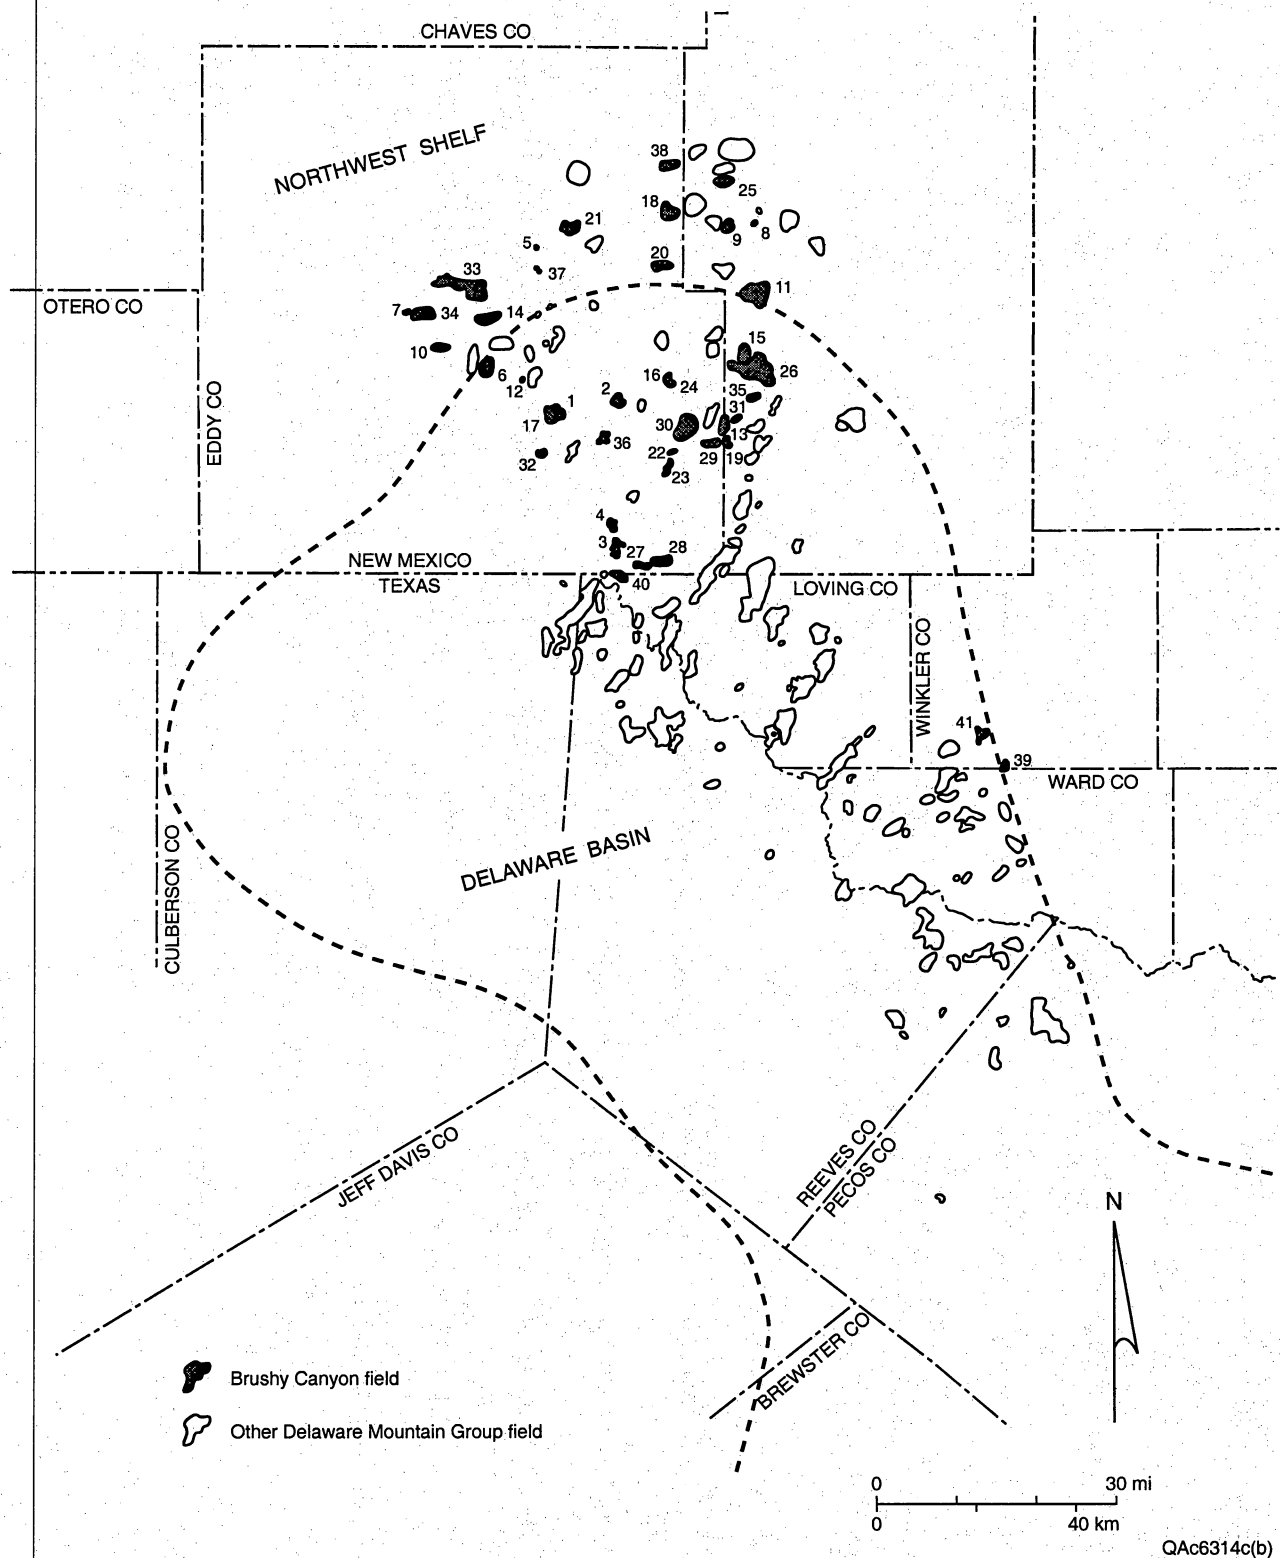 CHAVES CO
NORTHWEST SHELF
38
25
18
21
9
8
5
20
37
33
11
OTERO CO
7
34
14
15
10
6
26
16
12
24
35
2
1
EDDY CO
31
17
30
13
36
22
29
19
32
23
4
3
27
28
NEW MEXICO
TEXAS
40
LOVING CO
WINKLER CO
41
39
WARD CO
CULBERSON CO
DELAWARE BASIN
JEFF DAVIS CO
REEVES CO
PECOS CO
N
BREWSTER CO
Brushy Canyon field
Other Delaware Mountain Group field
0
30 mi
0
40 km
QAc6314c(b)